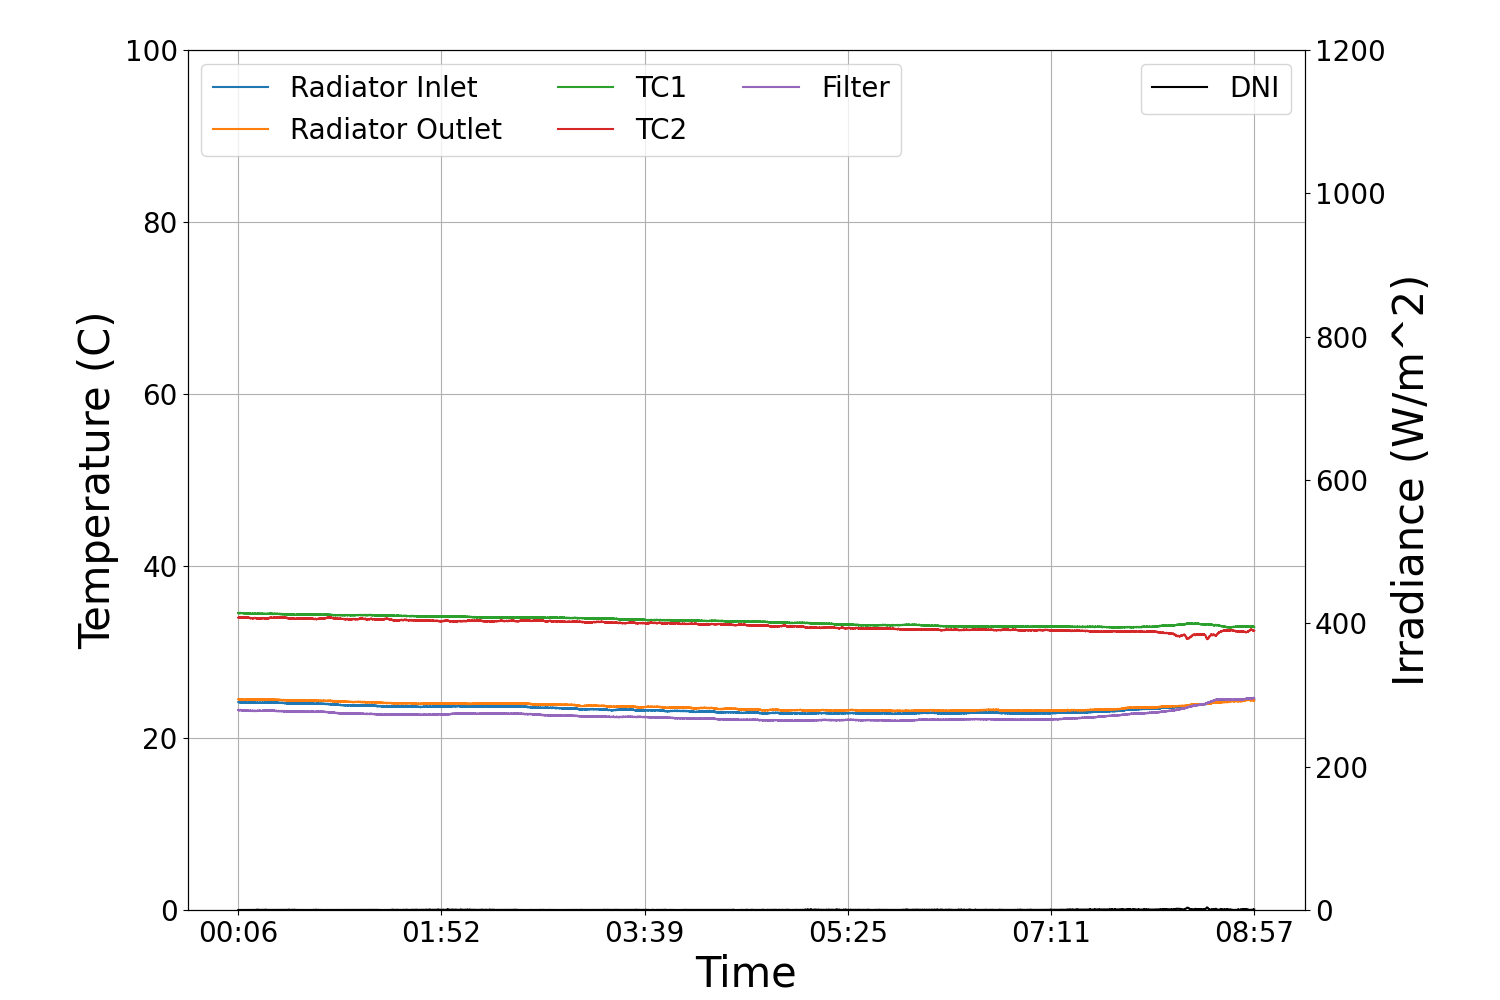 Radiator Inlet
Radiator Outlet
TC1
TC2
Filter
DNI
100
80
60
40
20
0
Temperature (C)
1200
1000
800
600
400
200
0
Irradiance (W/m^2)
00:06 01:52 03:39 05:25 07:11 08:57
Time